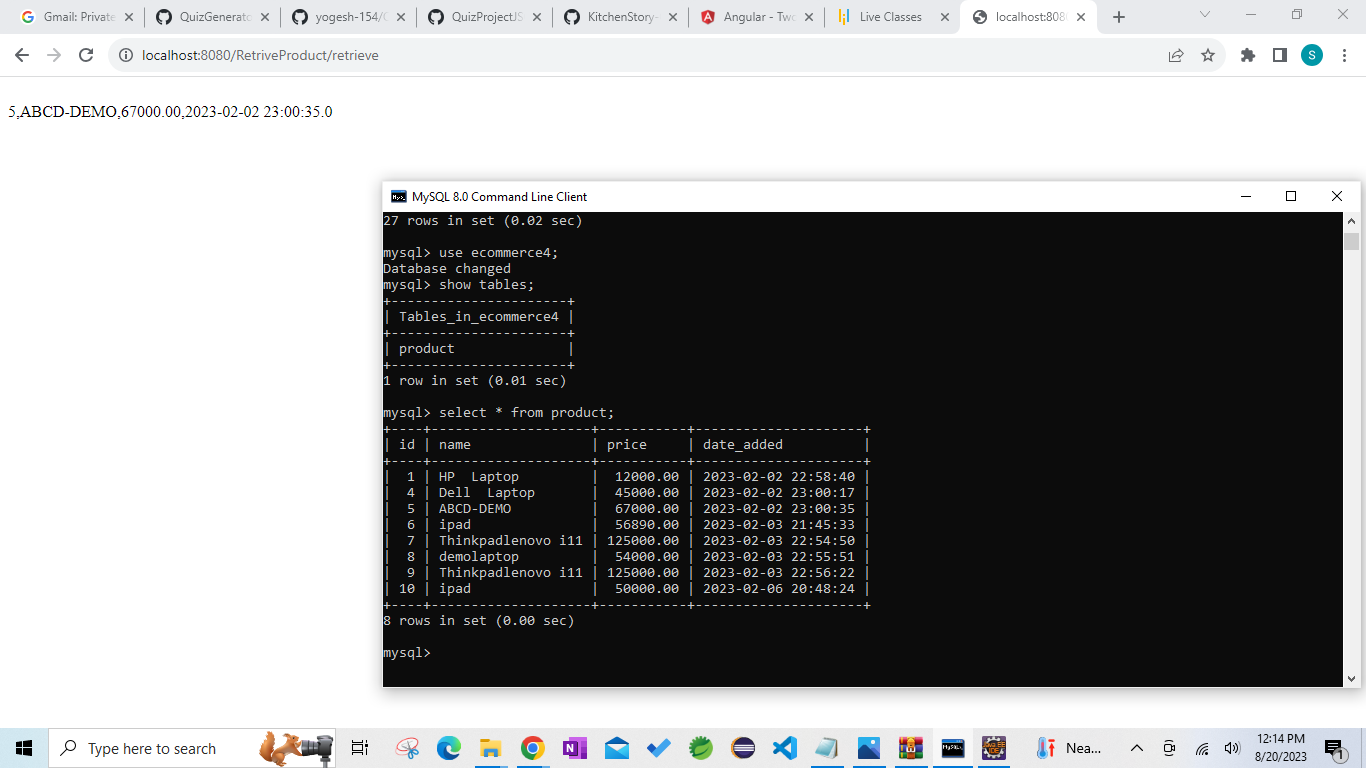 Gmail: Private
QuizGenerato
yogesh-154/
QuizProjectJS
KitchenStory-
Angular - Two
Live Classes
localhost:808
localhost:8080/RetriveProduct/retrieve
S
5,ABCD-DEMO,67000.00,2023-02-02 23:00:35.0
MySQL 8.0 Command Line Client
27 rows in set (0.02 sec)
mysql> use ecommerce4;
Database changed
mysql> show tables;
+----------------------+
| Tables_in_ecommerce4 |
+----------------------+
| product              |
+----------------------+
1 row in set (0.01 sec)
mysql> select * from product;
+----+--------------------+-----------+---------------------+
| id | name               | price     | date_added          |
+----+--------------------+-----------+---------------------+
|  1 | HP  Laptop         |  12000.00 | 2023-02-02 22:58:40 |
|  4 | Dell  Laptop       |  45000.00 | 2023-02-02 23:00:17 |
|  5 | ABCD-DEMO          |  67000.00 | 2023-02-02 23:00:35 |
|  6 | ipad               |  56890.00 | 2023-02-03 21:45:33 |
|  7 | Thinkpadlenovo i11 | 125000.00 | 2023-02-03 22:54:50 |
|  8 | demolaptop         |  54000.00 | 2023-02-03 22:55:51 |
|  9 | Thinkpadlenovo i11 | 125000.00 | 2023-02-03 22:56:22 |
| 10 | ipad               |  50000.00 | 2023-02-06 20:48:24 |
+----+--------------------+-----------+---------------------+
8 rows in set (0.00 sec)
mysql>
Type here to search
Nea...
12:14 PM
8/20/2023
1